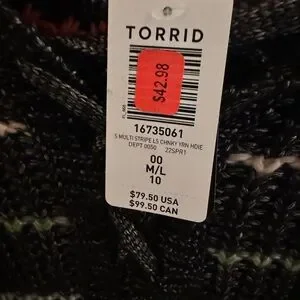 TORRID
$42.98
16735061
S MULTI STRIPE LS CHNKY YRN HDIE
DEPT 0050 22SPR1
00
M/L
10
$79.50 USA
$99.50 CAN